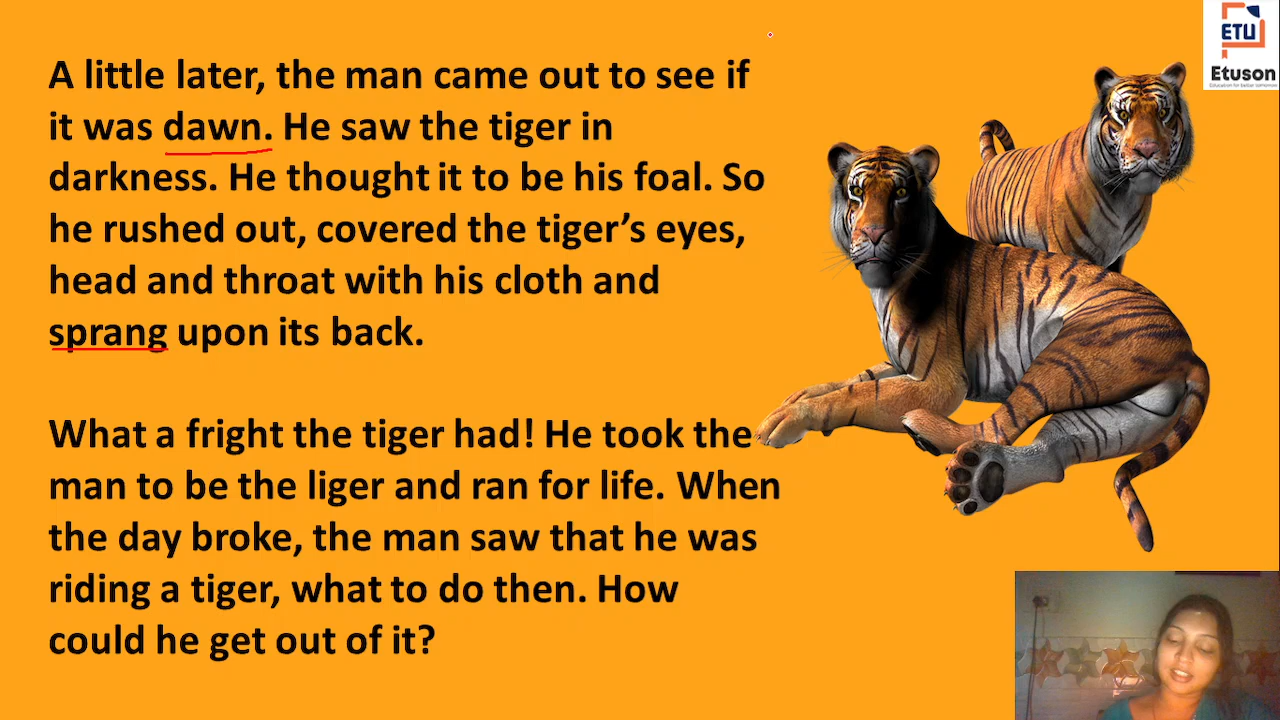 A little later, the man came out to see if
it was dawn. He saw the tiger in
darkness. He thought it to be his foal. So
he rushed out, covered the tiger's eyes,
head and throat with his cloth and
sprang upon its back.
What a fright the tiger had! He took the
man to be the liger and ran for life. When
the day broke, the man saw that he was
riding a tiger, what to do then. How
could he get out of it?
ETU
Etuson
Education for better tomorrow